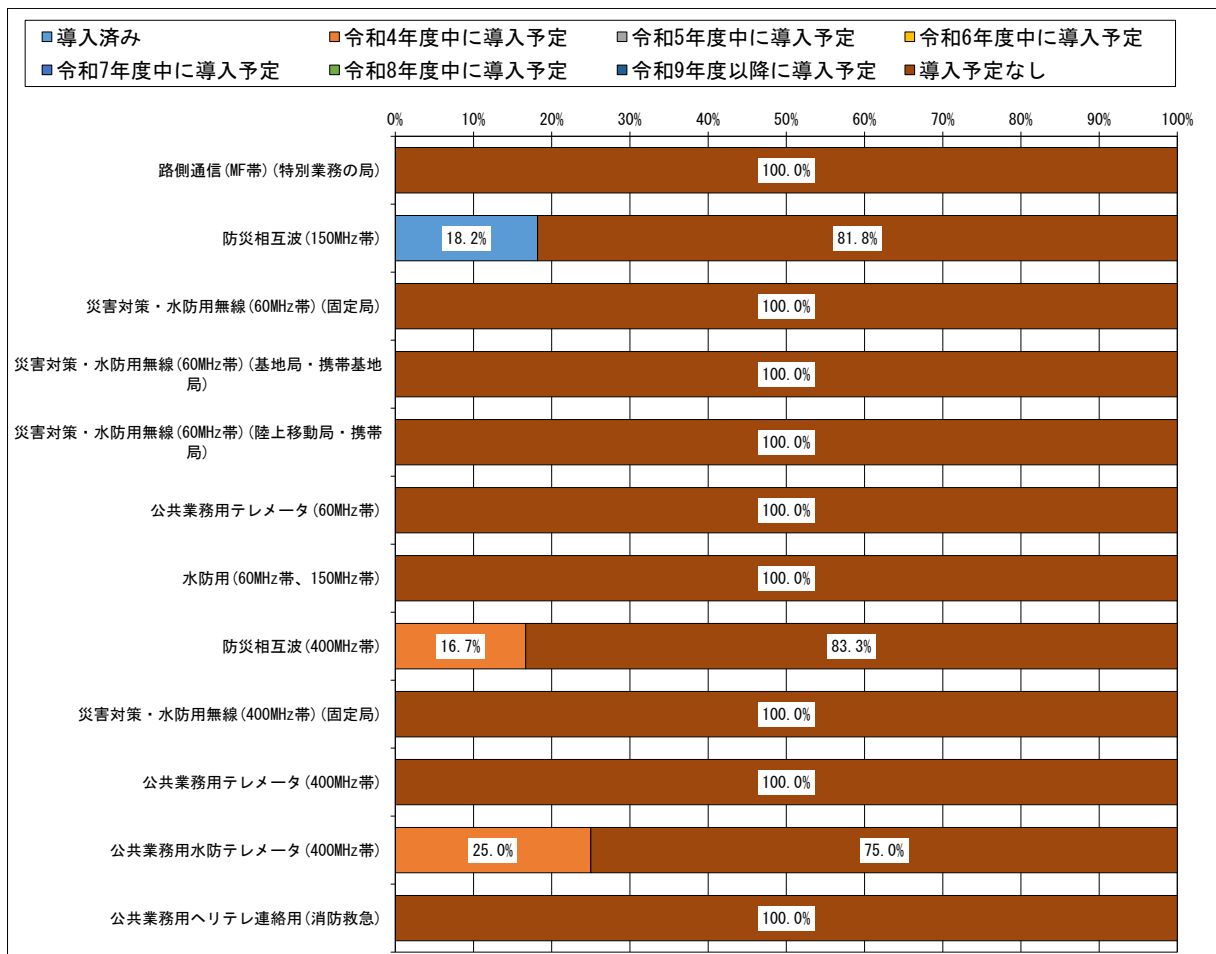 ■導入済み ■令和4年度中に導入予定 ■令和5年度中に導入予定 ■令和6年度中に導入予定
■令和7年度中に導入予定 ■令和8年度中に導入予定 ■令和9年度以降に導入予定 ■導入予定なし
0% 10% 20% 30% 40% 50% 60% 70% 80% 90% 100%
路側通信(MF帯)(特別業務の局) 100.0%
防災相互波(150MHz帯) 18.2% 81.8%
災害対策・水防用無線(60MHz帯)(固定局) 100.0%
災害対策・水防用無線(60MHz帯)(基地局・携帯基地
局) 100.0%
災害対策・水防用無線(60MHz帯)(陸上移動局・携帯
局) 100.0%
公共業務用テレメータ(60MHz帯) 100.0%
水防用(60MHz帯、150MHz帯) 100.0%
防災相互波(400MHz帯) 16.7% 83.3%
災害対策・水防用無線(400MHz帯)(固定局) 100.0%
公共業務用テレメータ(400MHz帯) 100.0%
公共業務用水防テレメータ(400MHz帯) 25.0% 75.0%
公共業務用ヘリテレ連絡用(消防救急) 100.0%